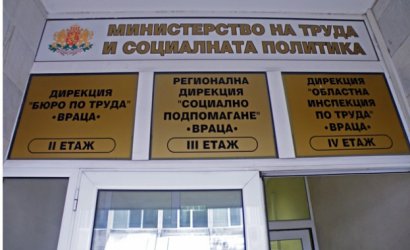 МИНИСТЕРСТВО НА ТРУДА
И СОЦИАЛНАТА ПОЛИТИКА
ДИРЕКЦИЯ
"БЮРО ПО ТРУДА"
•ВРАЦА•
II ЕТАЖ
РЕГИОНАЛНА
ДИРЕКЦИЯ
"СОЦИАЛНО
ПОДПОМАГАНЕ"
•ВРАЦА•
III ЕТАЖ
ДИРЕКЦИЯ
"ОБЛАСТНА
ИНСПЕКЦИЯ
ПО ТРУДА"
•ВРАЦА•
IV ЕТАЖ